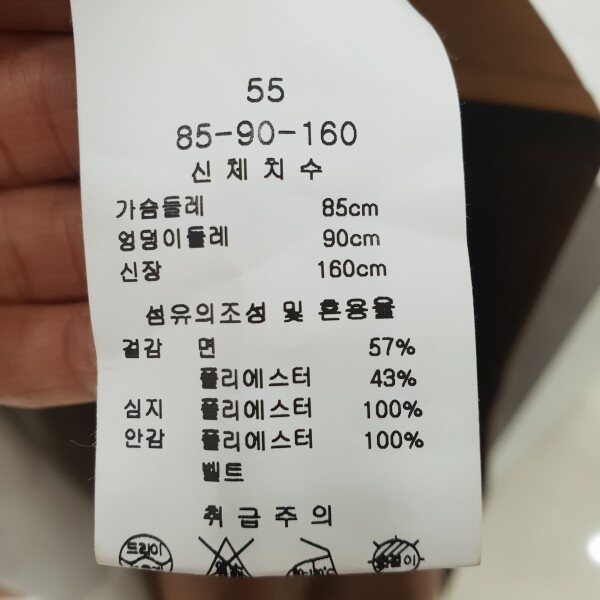 55
85-90-160
신체치수
가슴둘레 85cm
엉덩이둘레 90cm
신장 160cm
섬유의조성 및 혼용율
겉감 면 57%
폴리에스터 43%
심지 폴리에스터 100%
안감 폴리에스터 100%
벨트
취급주의
드라이